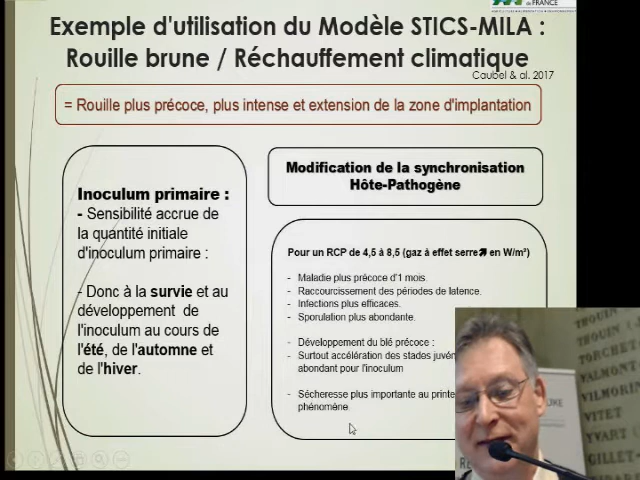 de FRANCE
Exemple d'utilisation du Modèle STICS-MILA :
Rouille brune / Réchauffement climatique
Caubel & al. 2017
= Rouille plus précoce, plus intense et extension de la zone d'implantation
Inoculum primaire :
- Sensibilité accrue de
la quantité initiale
d'inoculum primaire :
- Donc à la survie et au
développement de
l'inoculum au cours de
l'été, de l'automne et
de l'hiver.
Modification de la synchronisation
Hôte-Pathogène
Pour un RCP de 4,5 à 8,5 (gaz à effet serre en W/m²)
- Maladie plus précoce d'1 mois.
- Raccourcissement des périodes de latence.
- Infections plus efficaces.
- Sporulation plus abondante.
- Développement du blé précoce :
- Surtout accélération des stades
abondant pour l'inoculum
- Sécheresse plus importante au
phénomène
THOUIN
THOUIN
TORCHET
VALMONT
VILMORIN
VITET
YVART
GILLET